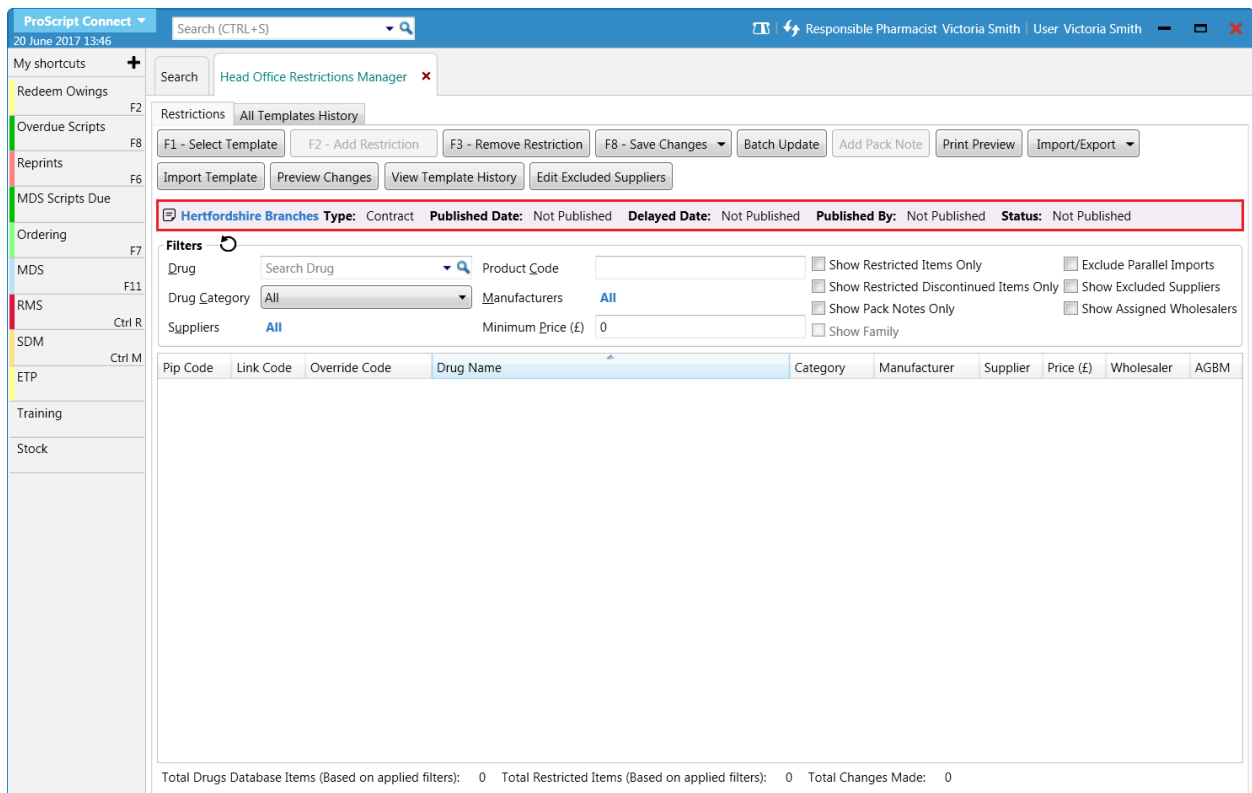 ProScript Connect
20 June 2017 13:46
Search (CTRL+S)
Responsible Pharmacist Victoria Smith | User Victoria Smith
My shortcuts
Redeem Owings
F2
Overdue Scripts
F8
Reprints
F6
MDS Scripts Due
Ordering
F7
MDS
F11
RMS
Ctrl R
SDM
Ctrl M
ETP
Training
Stock
Search Head Office Restrictions Manager
Restrictions All Templates History
F1 - Select Template F2 - Add Restriction F3 - Remove Restriction F8 - Save Changes Batch Update Add Pack Note Print Preview Import/Export
Import Template Preview Changes View Template History Edit Excluded Suppliers
Hertfordshire Branches Type: Contract Published Date: Not Published Delayed Date: Not Published Published By: Not Published Status: Not Published
Filters
Drug Search Drug Product Code Show Restricted Items Only Exclude Parallel Imports
Show Restricted Discontinued Items Only Show Excluded Suppliers
Drug Category All Manufacturers All
Show Pack Notes Only Show Assigned Wholesalers
Suppliers All Minimum Price (£) 0 Show Family
Pip Code Link Code Override Code Drug Name Category Manufacturer Supplier Price (£) Wholesaler AGBM
Total Drugs Database Items (Based on applied filters): 0 Total Restricted Items (Based on applied filters): 0 Total Changes Made: 0